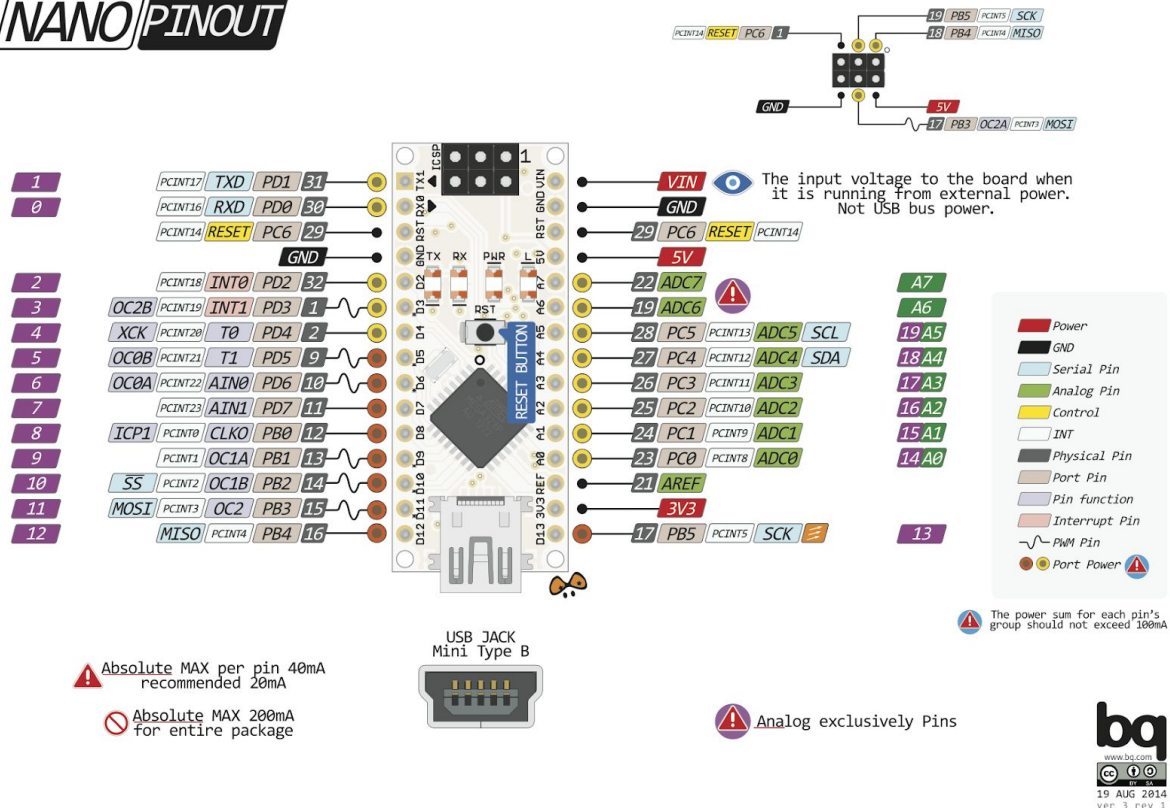 NANO PINOUT
19 PB5 PCINT5 SCK
PCINT14 RESET PC6 1
18 PB4 PCINT4 MISO
GND
5V
17 PB3 OC2A PCINT3 MOSI
ICSP
1
1 PCINT17 TXD PD1 31
0 PCINT16 RXD PD0 30
PCINT14 RESET PC6 29
GND
2 PCINT18 INT0 PD2 32
3 OC2B PCINT19 INT1 PD3 1
4 XCK PCINT20 T0 PD4 2
5 OC0B PCINT21 T1 PD5 9
6 OC0A PCINT22 AIN0 PD6 10
7 PCINT23 AIN1 PD7 11
8 ICP1 PCINT0 CLKO PB0 12
9 PCINT1 OC1A PB1 13
10 SS PCINT2 OC1B PB2 14
11 MOSI PCINT3 OC2 PB3 15
12 MISO PCINT4 PB4 16
TX1
RX0
RST
GND
D2
D3
D4
D5
D6
D7
D8
D9
D10
D11
D12
TX RX PWR L
RST
RESET BUTTON
VIN
GND
RST
5V
A7
A6
A5
A4
A3
A2
A1
A0
REF
3V3
D13
VIN
The input voltage to the board when
it is running from external power.
Not USB bus power.
GND
29 PC6 RESET PCINT14
5V
22 ADC7 A7
19 ADC6 A6
28 PC5 PCINT13 ADC5 SCL 19 A5
27 PC4 PCINT12 ADC4 SDA 18 A4
26 PC3 PCINT11 ADC3 17 A3
25 PC2 PCINT10 ADC2 16 A2
24 PC1 PCINT9 ADC1 15 A1
23 PC0 PCINT8 ADC0 14 A0
21 AREF
3V3
17 PB5 PCINT5 SCK 13
Power
GND
Serial Pin
Analog Pin
Control
INT
Physical Pin
Port Pin
Pin function
Interrupt Pin
PWM Pin
Port Power
The power sum for each pin's
group should not exceed 100mA
USB JACK
Mini Type B
Absolute MAX per pin 40mA
recommended 20mA
Absolute MAX 200mA
for entire package
Analog exclusively Pins
bq
www.bq.com
cc BY SA
19 AUG 2014
ver 3 rev 1